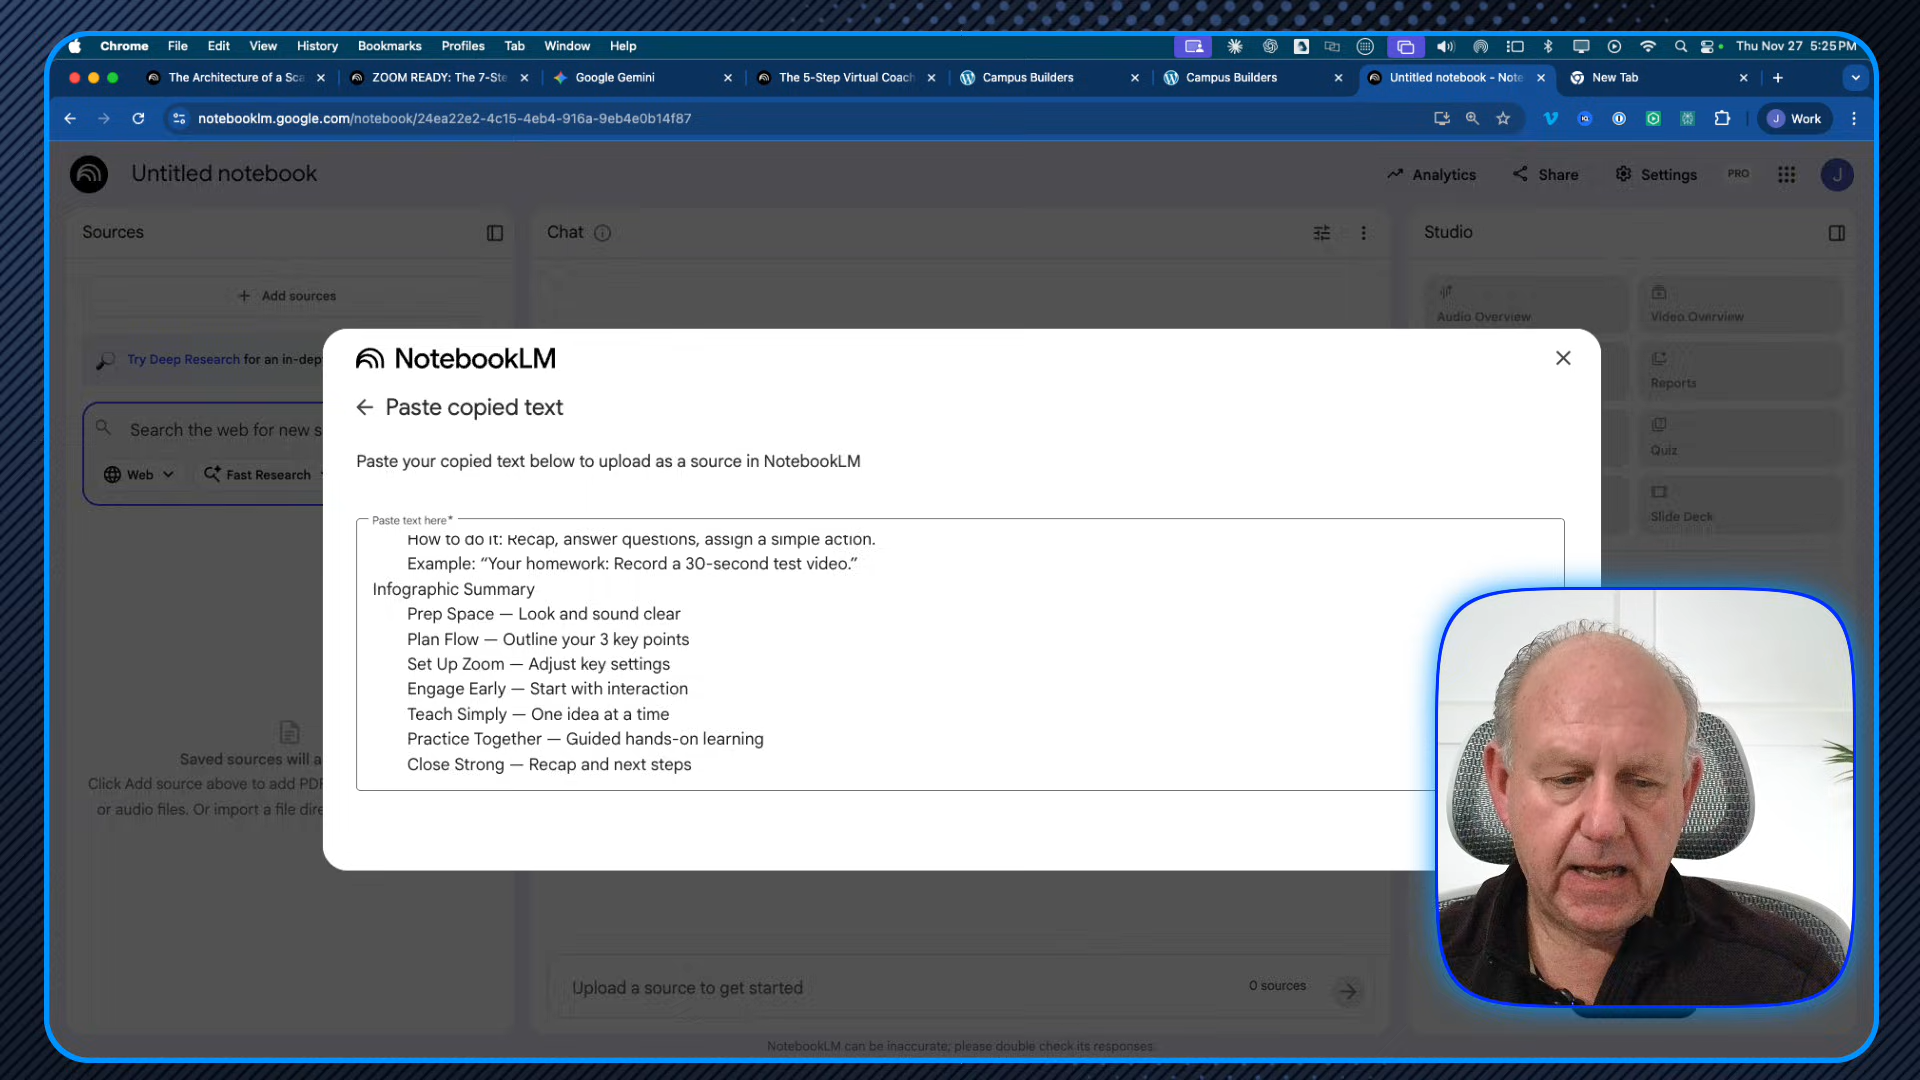 Chrome File Edit View History Bookmarks Profiles Tab Window Help Thu Nov 27 5:25 PM
The Architecture of a Sca ZOOM READY: The 7-Ste Google Gemini The 5-Step Virtual Coach Campus Builders Campus Builders Untitled notebook - Note New Tab
notebooklm.google.com/notebook/24ea22e2-4c15-4eb4-916a-9eb4e0b14f87 J Work
Untitled notebook Analytics Share Settings PRO J
Sources Chat Studio
Add sources
Audio Overview Video Overview
Try Deep Research for an in-dep
Reports
Search the web for new s
Web Fast Research
Quiz
Slide Deck
NotebookLM
Paste copied text
Paste your copied text below to upload as a source in NotebookLM
Paste text here*
How to do it: Recap, answer questions, assign a simple action.
Example: “Your homework: Record a 30-second test video.”
Infographic Summary
Prep Space — Look and sound clear
Plan Flow — Outline your 3 key points
Set Up Zoom — Adjust key settings
Engage Early — Start with interaction
Teach Simply — One idea at a time
Practice Together — Guided hands-on learning
Close Strong — Recap and next steps
Saved sources will a
Click Add source above to add PDF
or audio files. Or import a file dire
Upload a source to get started 0 sources
NotebookLM can be inaccurate; please double check its responses.